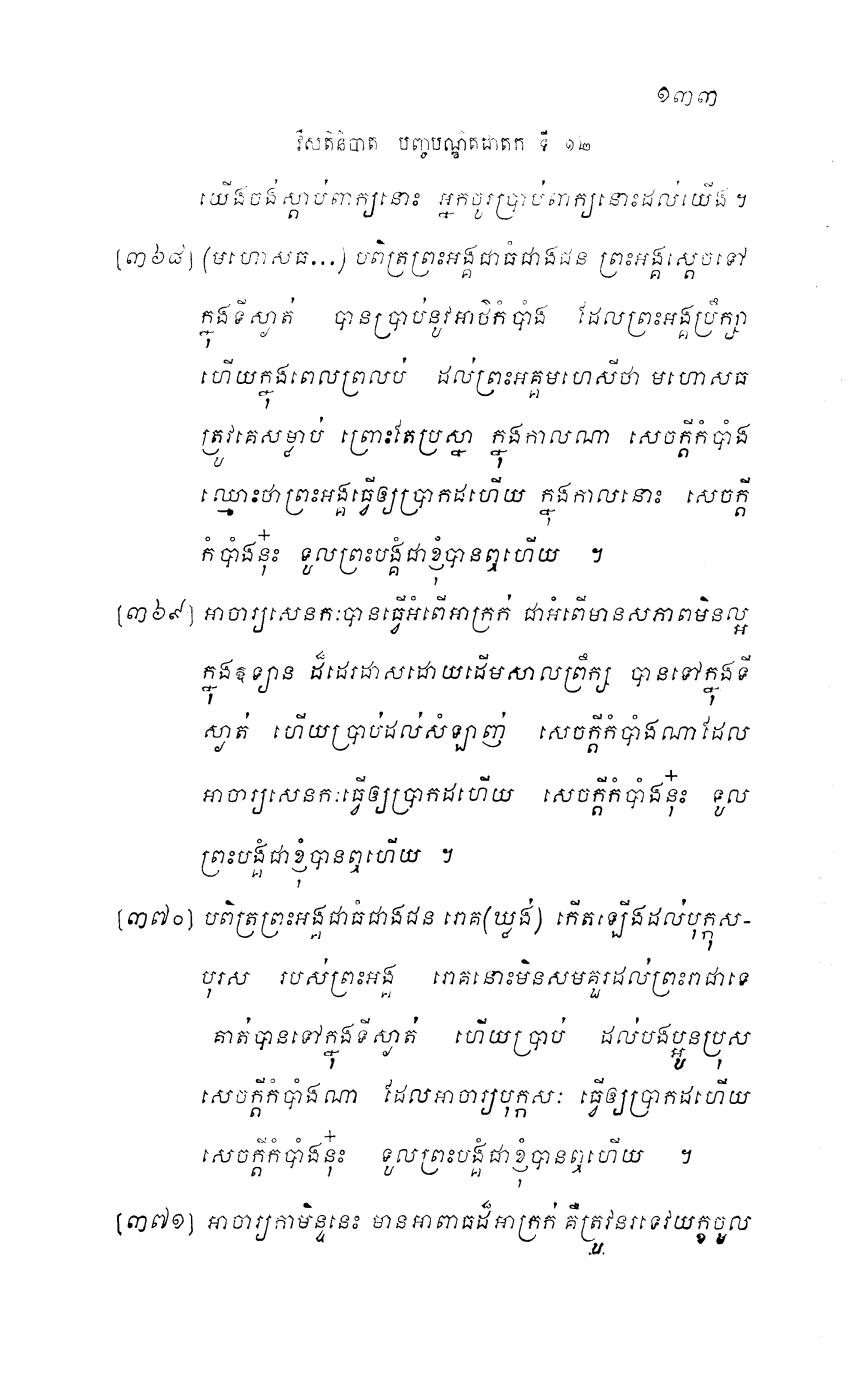 ១៣៣
វីសតិនិបាត បញ្ចបណ្ឌិតជាតក ទី ១២
យើងចង់ស្តាប់ពាក្យនោះ អ្នកចូរប្រាប់ពាក្យនោះដល់យើង ។
[៣៦៨] (មហោសធ...) បពិត្រព្រះអង្គជាធំជាងជន ព្រះអង្គស្តេចទៅ
ក្នុងទីស្ងាត់ បានប្រាប់នូវអាថ៌កំបាំង ដែលព្រះអង្គប្រឹក្សា
ហើយក្នុងពេលព្រលប់ ដល់ព្រះអគ្គមហេសីថា មហោសធ
ត្រូវគេសម្លាប់ ព្រោះតែប្រស្នា ក្នុងកាលណា សេចក្តីកំបាំង
ឈ្មោះថាព្រះអង្គធ្វើឲ្យប្រាកដហើយ ក្នុងកាលនោះ សេចក្តី
កំបាំងនុ៎ះ ទូលព្រះបង្គំជាខ្ញុំបានឮហើយ ។
[៣៦៩] អាចារ្យសេនកៈបានធ្វើអំពើអាក្រក់ ជាអំពើមានសភាពមិនល្អ
ក្នុងឧទ្យាន ដ៏ដេរដាសដោយដើមសាលព្រឹក្ស បានទៅក្នុងទី
ស្ងាត់ ហើយប្រាប់ដល់សំឡាញ់ សេចក្តីកំបាំងណាដែល
អាចារ្យសេនកៈធ្វើឲ្យប្រាកដហើយ សេចក្តីកំបាំងនុ៎ះ ទូល
ព្រះបង្គំជាខ្ញុំបានឮហើយ ។
[៣៧០] បពិត្រព្រះអង្គជាធំជាងជន រោគ(ឃ្លង់) កើតឡើងដល់បុក្កុស-
បុរស របស់ព្រះអង្គ រោគនោះមិនសមគួរដល់ព្រះរាជាទេ
គាត់បានទៅក្នុងទីស្ងាត់ ហើយប្រាប់ ដល់បងប្អូនប្រុស
សេចក្តីកំបាំងណា ដែលអាចារ្យបុក្កុសៈ ធ្វើឲ្យប្រាកដហើយ
សេចក្តីកំបាំងនុ៎ះ ទូលព្រះបង្គំជាខ្ញុំបានឮហើយ ។
[៣៧១] អាចារ្យកាមិន្ទនេះ មានអាពាធដ៏អាក្រក់ គឺត្រូវនរទេវយក្ខចូល